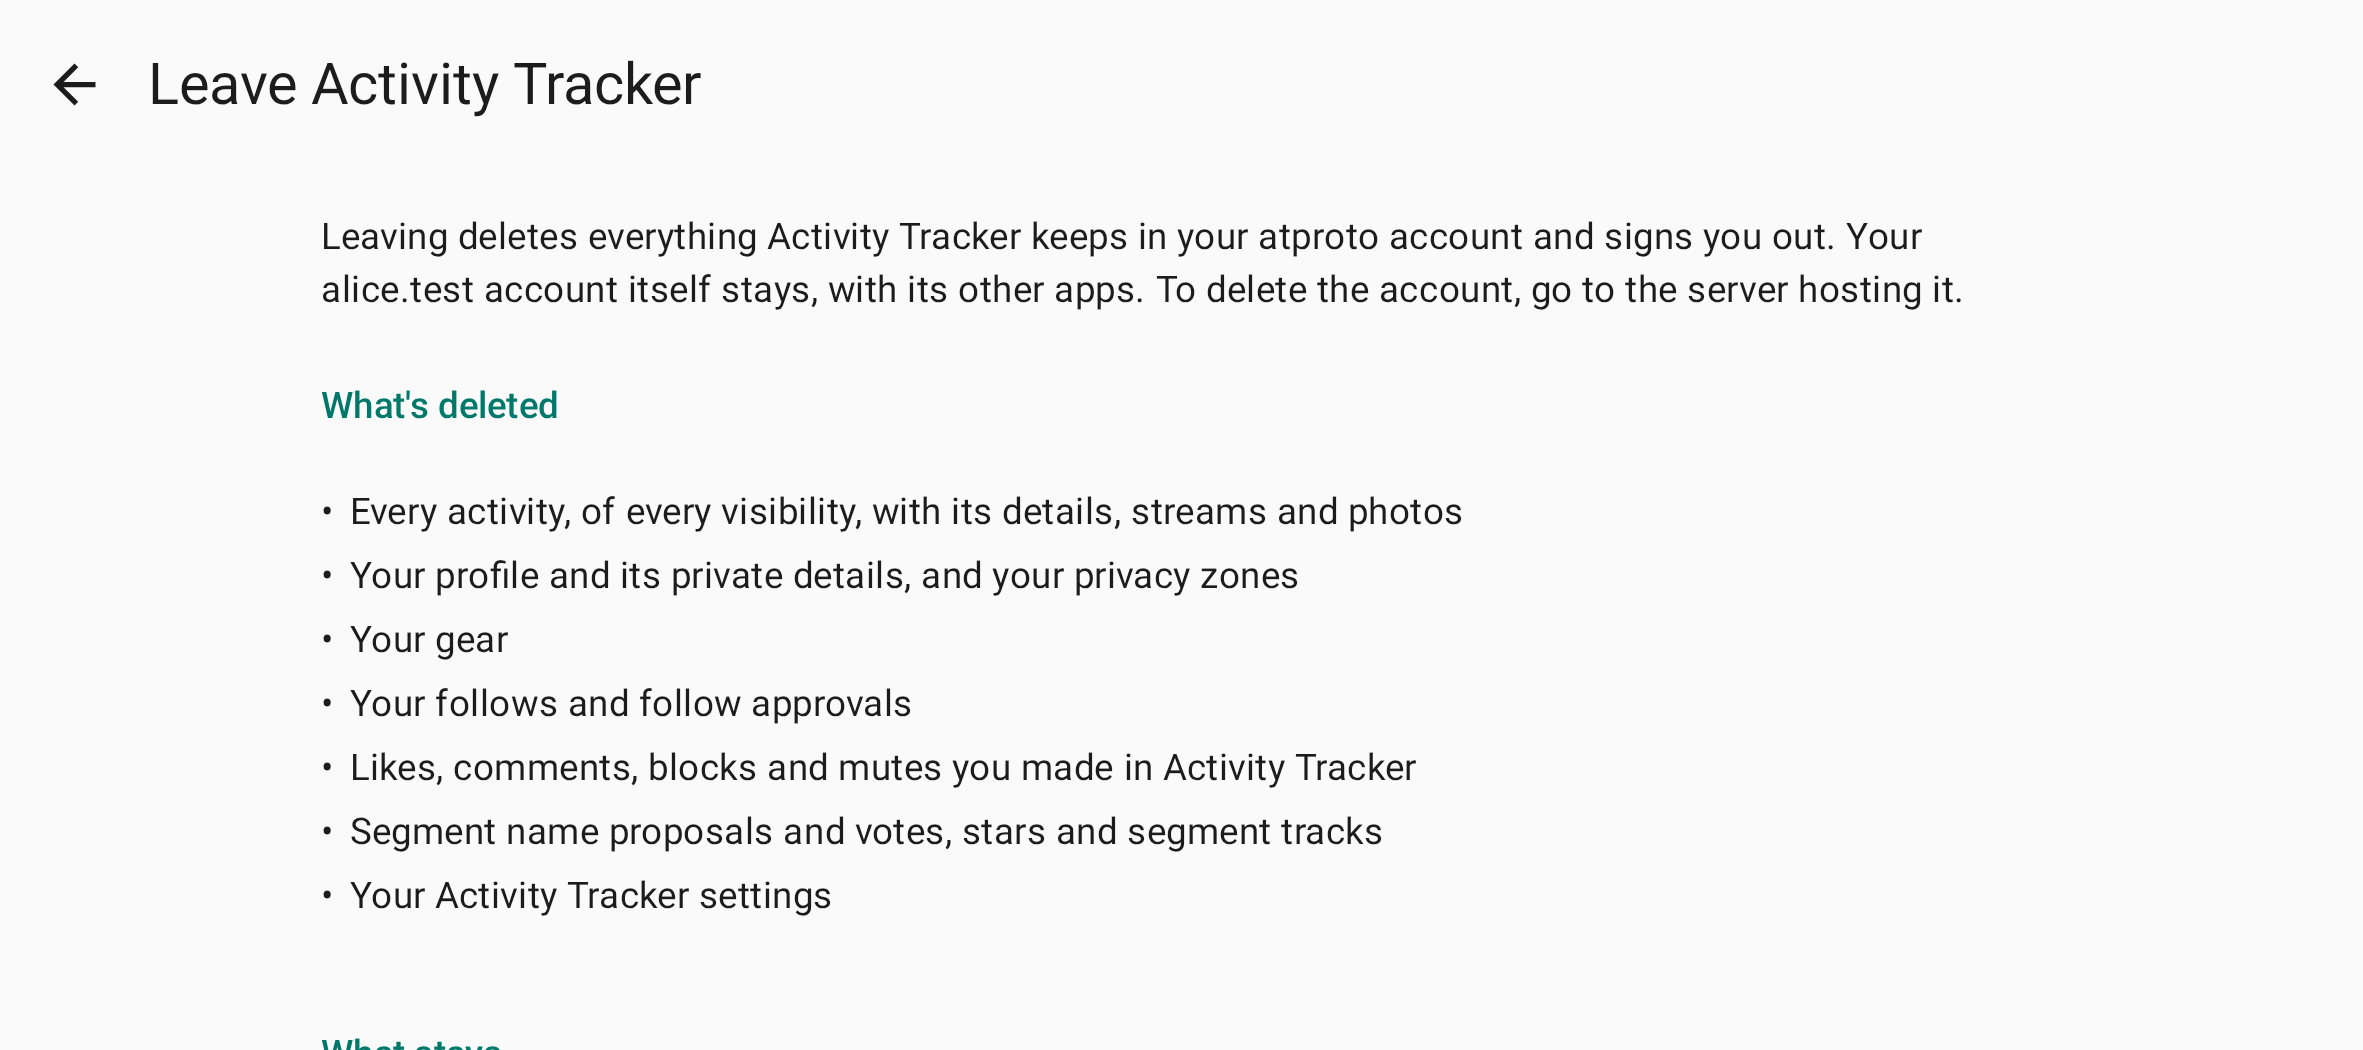 Leave Activity Tracker
Leaving deletes everything Activity Tracker keeps in your atproto account and signs you out. Your
alice.test account itself stays, with its other apps. To delete the account, go to the server hosting it.
What's deleted
• Every activity, of every visibility, with its details, streams and photos
• Your profile and its private details, and your privacy zones
• Your gear
• Your follows and follow approvals
• Likes, comments, blocks and mutes you made in Activity Tracker
• Segment name proposals and votes, stars and segment tracks
• Your Activity Tracker settings
What stays